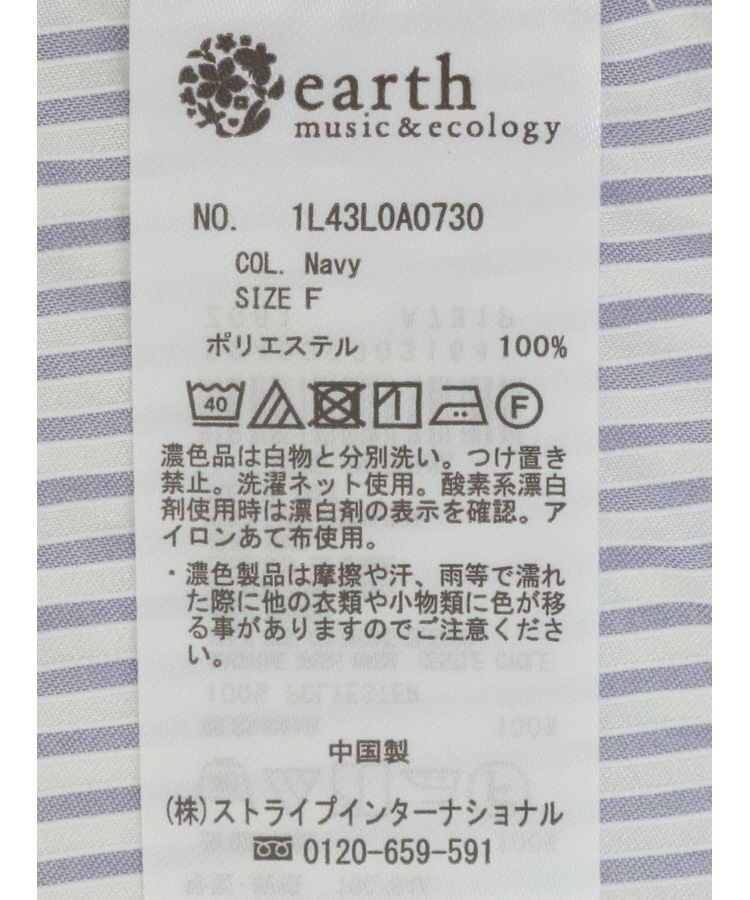 earth
music&ecology
NO. 1L43L0A0730
COL. Navy
SIZE F
ポリエステル 100%
40 F
濃色品は白物と分別洗い。つけ置き
禁止。洗濯ネット使用。酸素系漂白
剤使用時は漂白剤の表示を確認。ア
イロンあて布使用。
・濃色製品は摩擦や汗、雨等で濡れ
た際に他の衣類や小物類に色が移
る事がありますのでご注意くださ
い。
中国製
(株)ストライプインターナショナル
0120-659-591